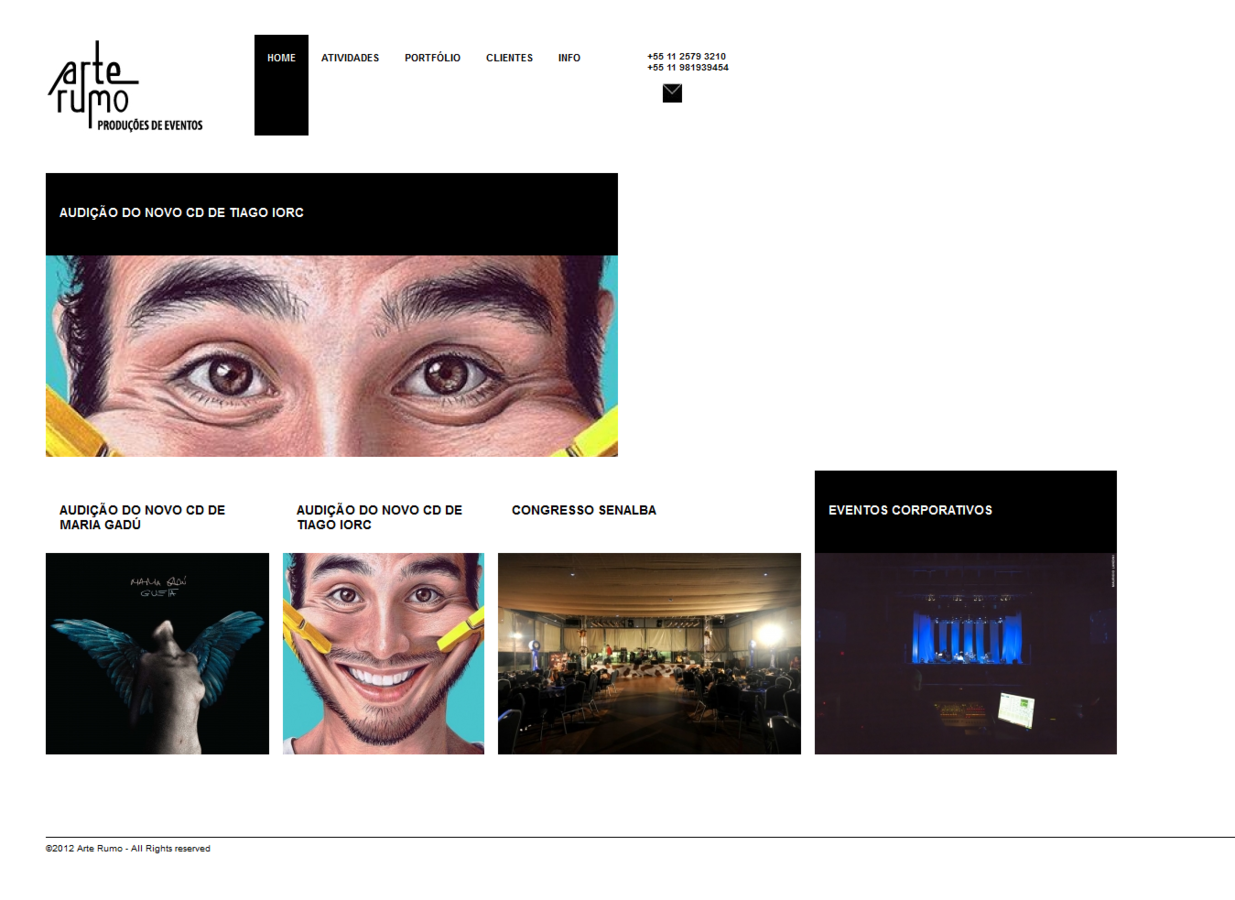 arte
rumo
PRODUÇÕES DE EVENTOS
HOME ATIVIDADES PORTFÓLIO CLIENTES INFO
+55 11 2579 3210
+55 11 981939454
AUDIÇÃO DO NOVO CD DE TIAGO IORC
AUDIÇÃO DO NOVO CD DE
MARIA GADÚ
AUDIÇÃO DO NOVO CD DE
TIAGO IORC
CONGRESSO SENALBA
EVENTOS CORPORATIVOS
MARIA GADÚ
GUELÃ
©2012 Arte Rumo - All Rights reserved